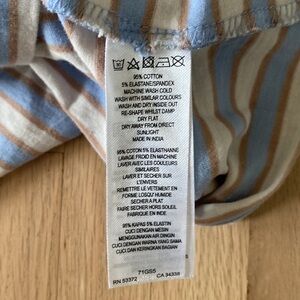 95% COTTON
5% ELASTANE/SPANDEX
MACHINE WASH COLD
WASH WITH SIMILAR COLOURS
WASH AND DRY INSIDE OUT
RE-SHAPE WHILST DAMP
DRY FLAT
DRY AWAY FROM DIRECT
SUNLIGHT
MADE IN INDIA
95% COTON 5% ELASTHANNE
LAVAGE FROID EN MACHINE
LAVER AVEC LES COULEURS
SIMILAIRES
LAVER ET SECHER SUR
L'ENVERS
REMETTRE LE VETEMENT EN
FORME LORSQU'HUMIDE
SECHER A PLAT
FAIRE SECHER HORS SOLEIL
FABRIQUE EN INDE
95% KAPAS 5% ELASTIN
CUCI DENGAN MESIN
MENGGUNAKAN AIR DINGIN
CUCI DENGAN WARNA YANG SAMA
CUCI DAN KERINGKAN DARI
71GS5
RN 53372 CA 34338